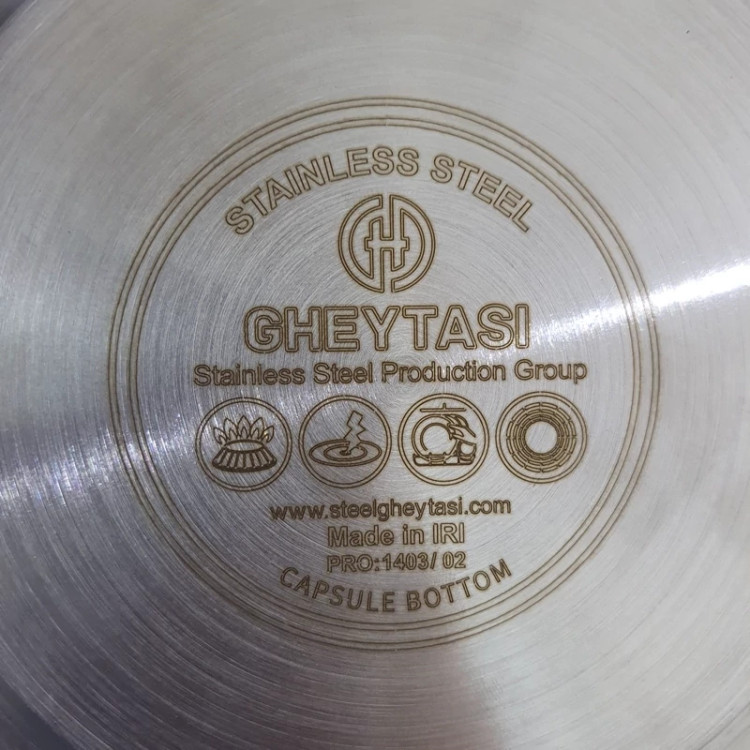 STAINLESS STEEL
GHEYTASI
Stainless Steel Production Group
www.steelgheytasi.com
Made in IRI
PRO:1403/ 02
CAPSULE BOTTOM